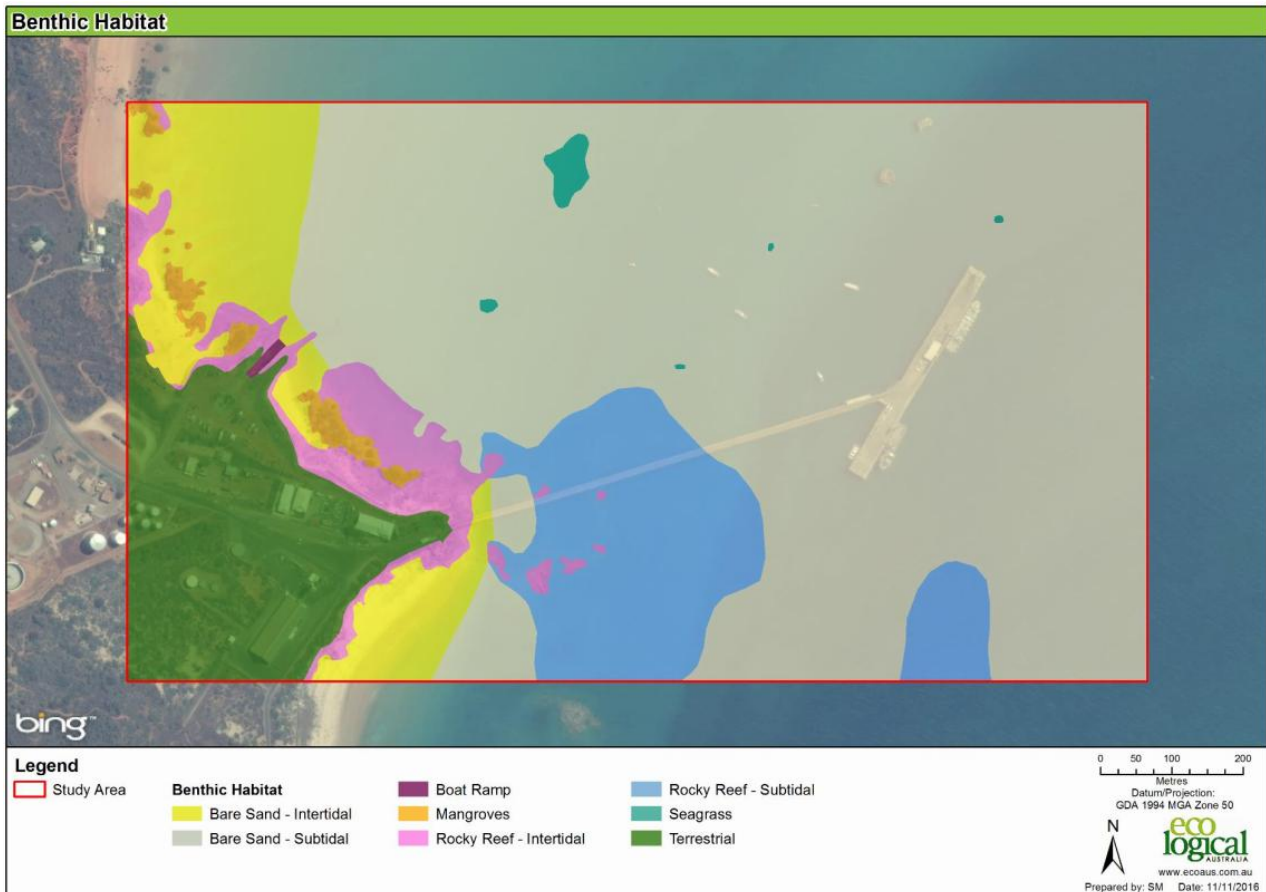 Benthic Habitat
bing™
Legend
Study Area
Benthic Habitat
Bare Sand - Intertidal
Bare Sand - Subtidal
Boat Ramp
Mangroves
Rocky Reef - Intertidal
Rocky Reef - Subtidal
Seagrass
Terrestrial
0 50 100 200
Metres
Datum/Projection:
GDA 1994 MGA Zone 50
N
eco
logical
AUSTRALIA
www.ecoaus.com.au
Prepared by: SM Date: 11/11/2016